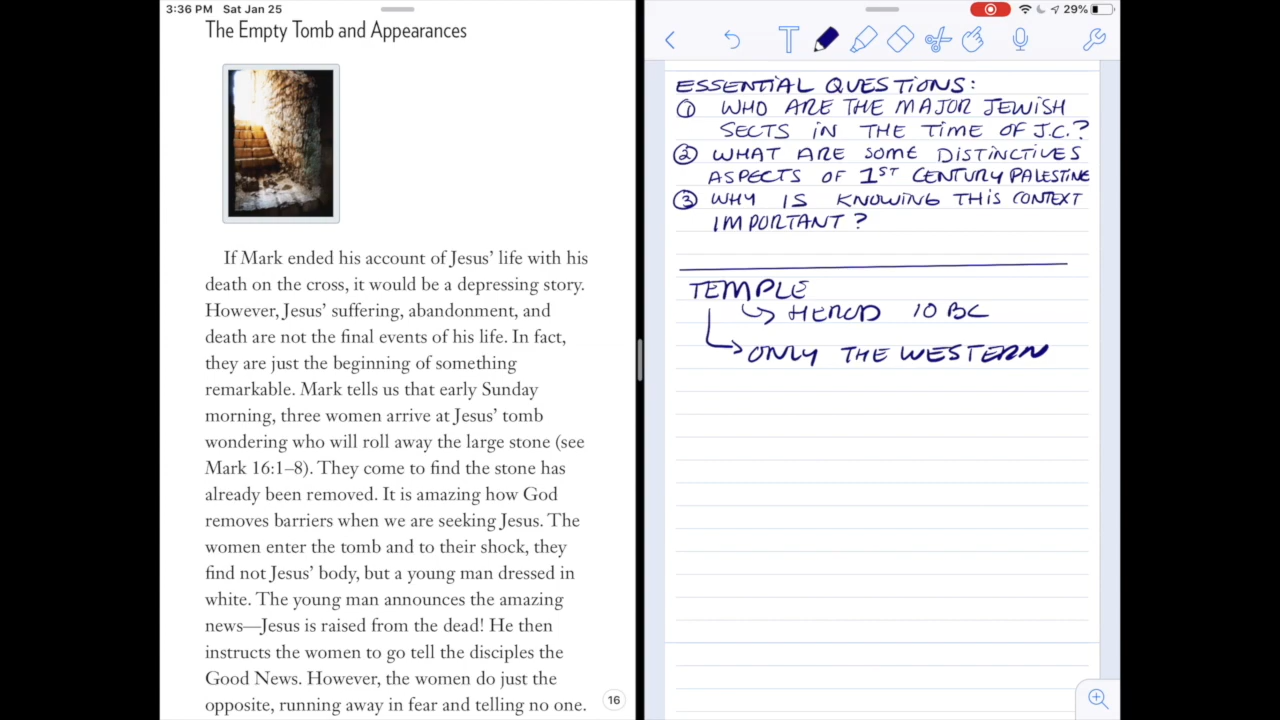 3:36 PM Sat Jan 25
29%
The Empty Tomb and Appearances
If Mark ended his account of Jesus’ life with his
death on the cross, it would be a depressing story.
However, Jesus’ suffering, abandonment, and
death are not the final events of his life. In fact,
they are just the beginning of something
remarkable. Mark tells us that early Sunday
morning, three women arrive at Jesus’ tomb
wondering who will roll away the large stone (see
Mark 16:1–8). They come to find the stone has
already been removed. It is amazing how God
removes barriers when we are seeking Jesus. The
women enter the tomb and to their shock, they
find not Jesus’ body, but a young man dressed in
white. The young man announces the amazing
news—Jesus is raised from the dead! He then
instructs the women to go tell the disciples the
Good News. However, the women do just the
opposite, running away in fear and telling no one.
16
T
ESSENTIAL QUESTIONS:
① WHO ARE THE MAJOR JEWISH
SECTS IN THE TIME OF J.C.?
② WHAT ARE SOME DISTINCTIVES
ASPECTS OF 1ST CENTURY PALESTINE
③ WHY IS KNOWING THIS CONTEXT
IMPORTANT?
TEMPLE
HEROD 10 BC
ONLY THE WESTERN